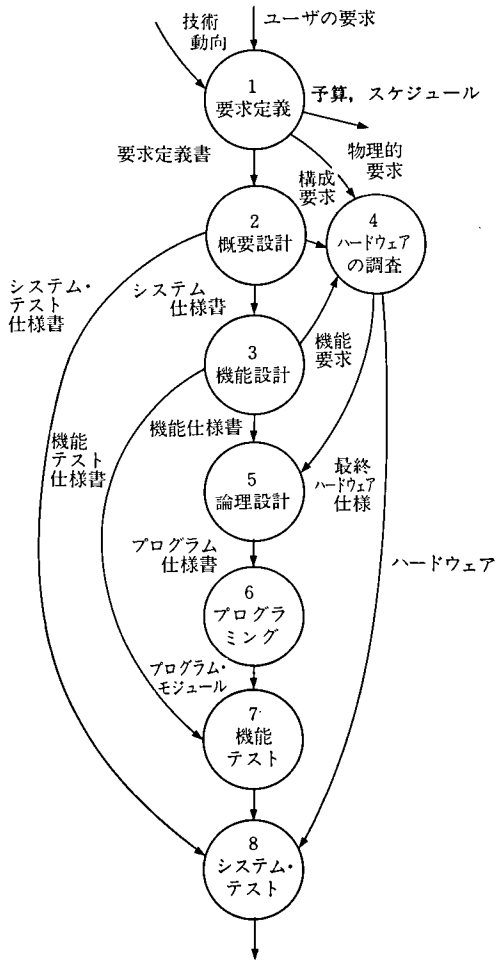 技術
動向
ユーザの要求
1
要求定義
予算，スケジュール
要求定義書
物理的
要求
構成
要求
2
概要設計
4
ハードウェア
の調査
システム・
テスト
仕様書
システム
仕様書
3
機能設計
機能
要求
機能
テスト
仕様書
機能仕様書
5
論理設計
最終
ハードウェア
仕様
プログラム
仕様書
ハードウェア
6
プログラ
ミング
プログラム・
モジュール
7
機能
テスト
8
システム・
テスト